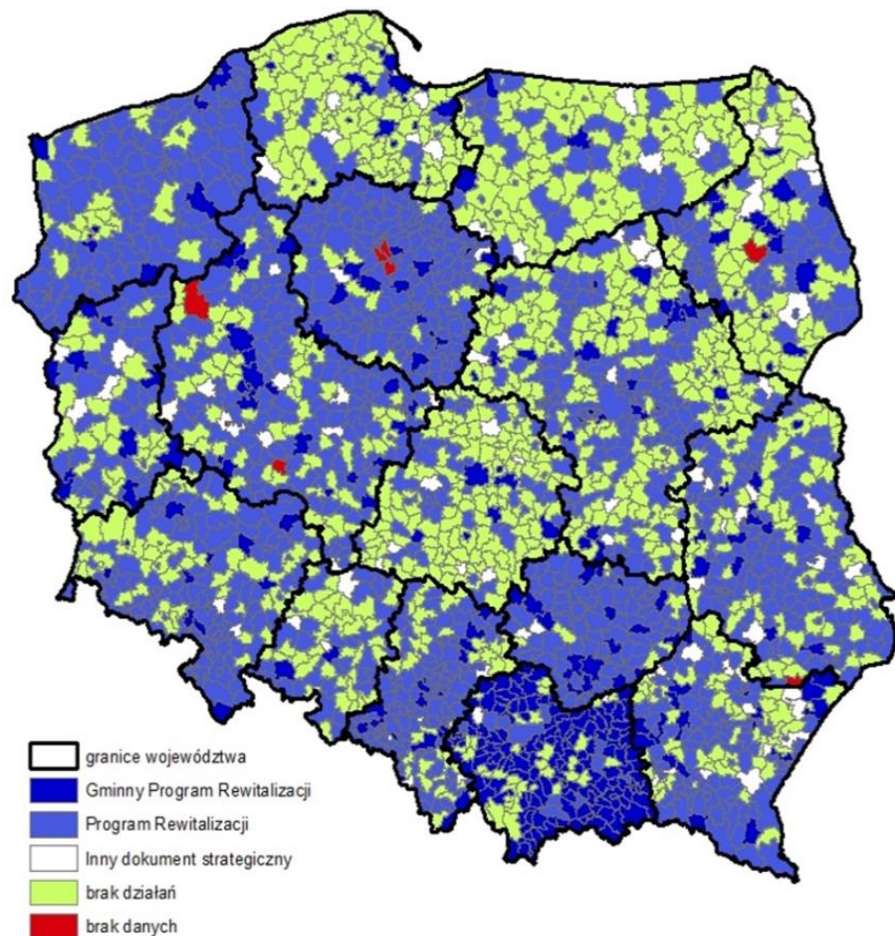 granice województwa
Gminny Program Rewitalizacji
Program Rewitalizacji
Inny dokument strategiczny
brak działań
brak danych